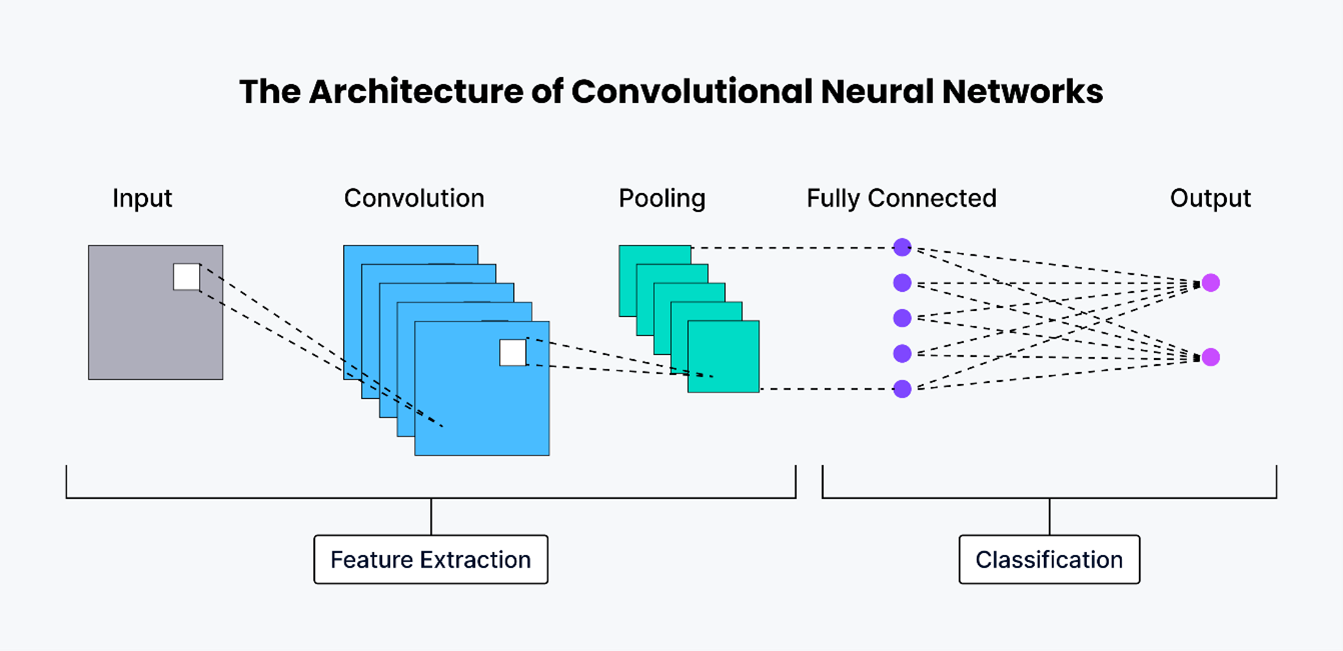 The Architecture of Convolutional Neural Networks
Input
Convolution
Pooling
Fully Connected
Output
Feature Extraction
Classification